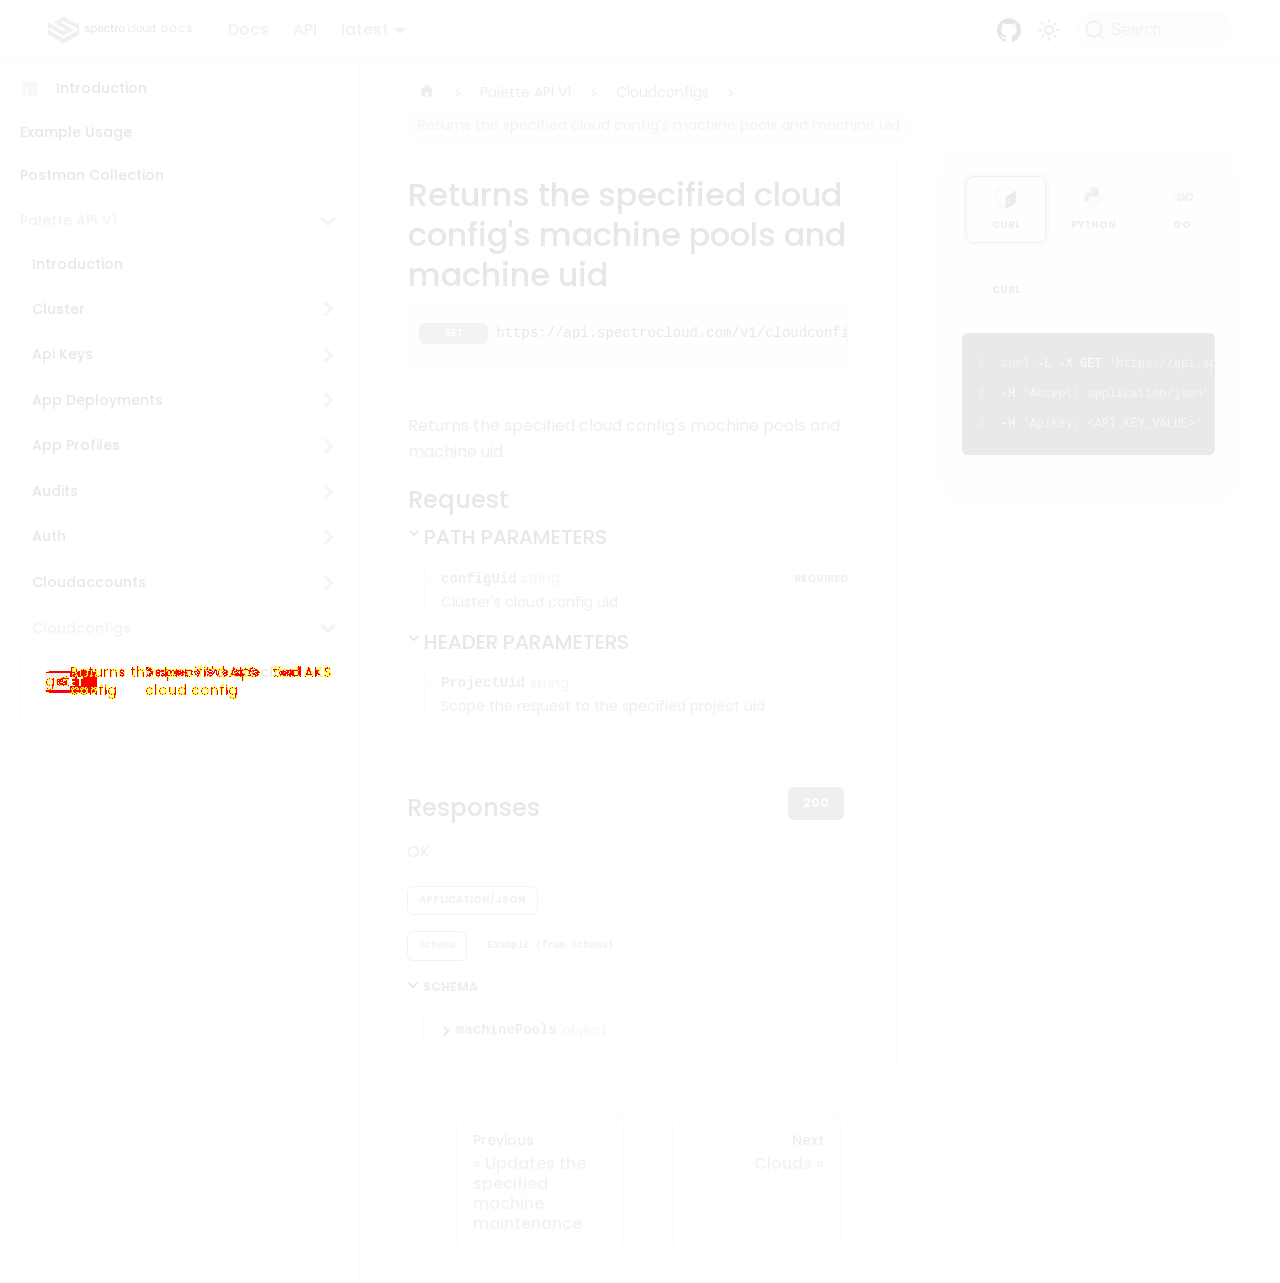 spectro cloud DOCS
Docs
API
latest
Search
Introduction
Example Usage
Postman Collection
Palette API V1
Introduction
Cluster
Api Keys
App Deployments
App Profiles
Audits
Auth
Cloudaccounts
Cloudconfigs
Palette API V1
Cloudconfigs
Returns the specified cloud config's machine pools and machine uid
Returns the specified cloud
config's machine pools and
machine uid
GET
https://api.spectrocloud.com/v1/cloudconfi
Returns the specified cloud config's machine pools and
machine uid
Request
PATH PARAMETERS
configUid string
REQUIRED
Cluster's cloud config uid
HEADER PARAMETERS
ProjectUid string
Scope the request to the specified project uid
Responses
200
OK
APPLICATION/JSON
Schema
Example (from schema)
SCHEMA
machinePools object
Previous
« Updates the
specified
machine
maintenance
Next
Clouds »
CURL
PYTHON
GO
CURL
1 curl -L -X GET 'https://api.sp
2 -H 'Accept: application/json'
3 -H 'ApiKey: <API_KEY_VALUE>'